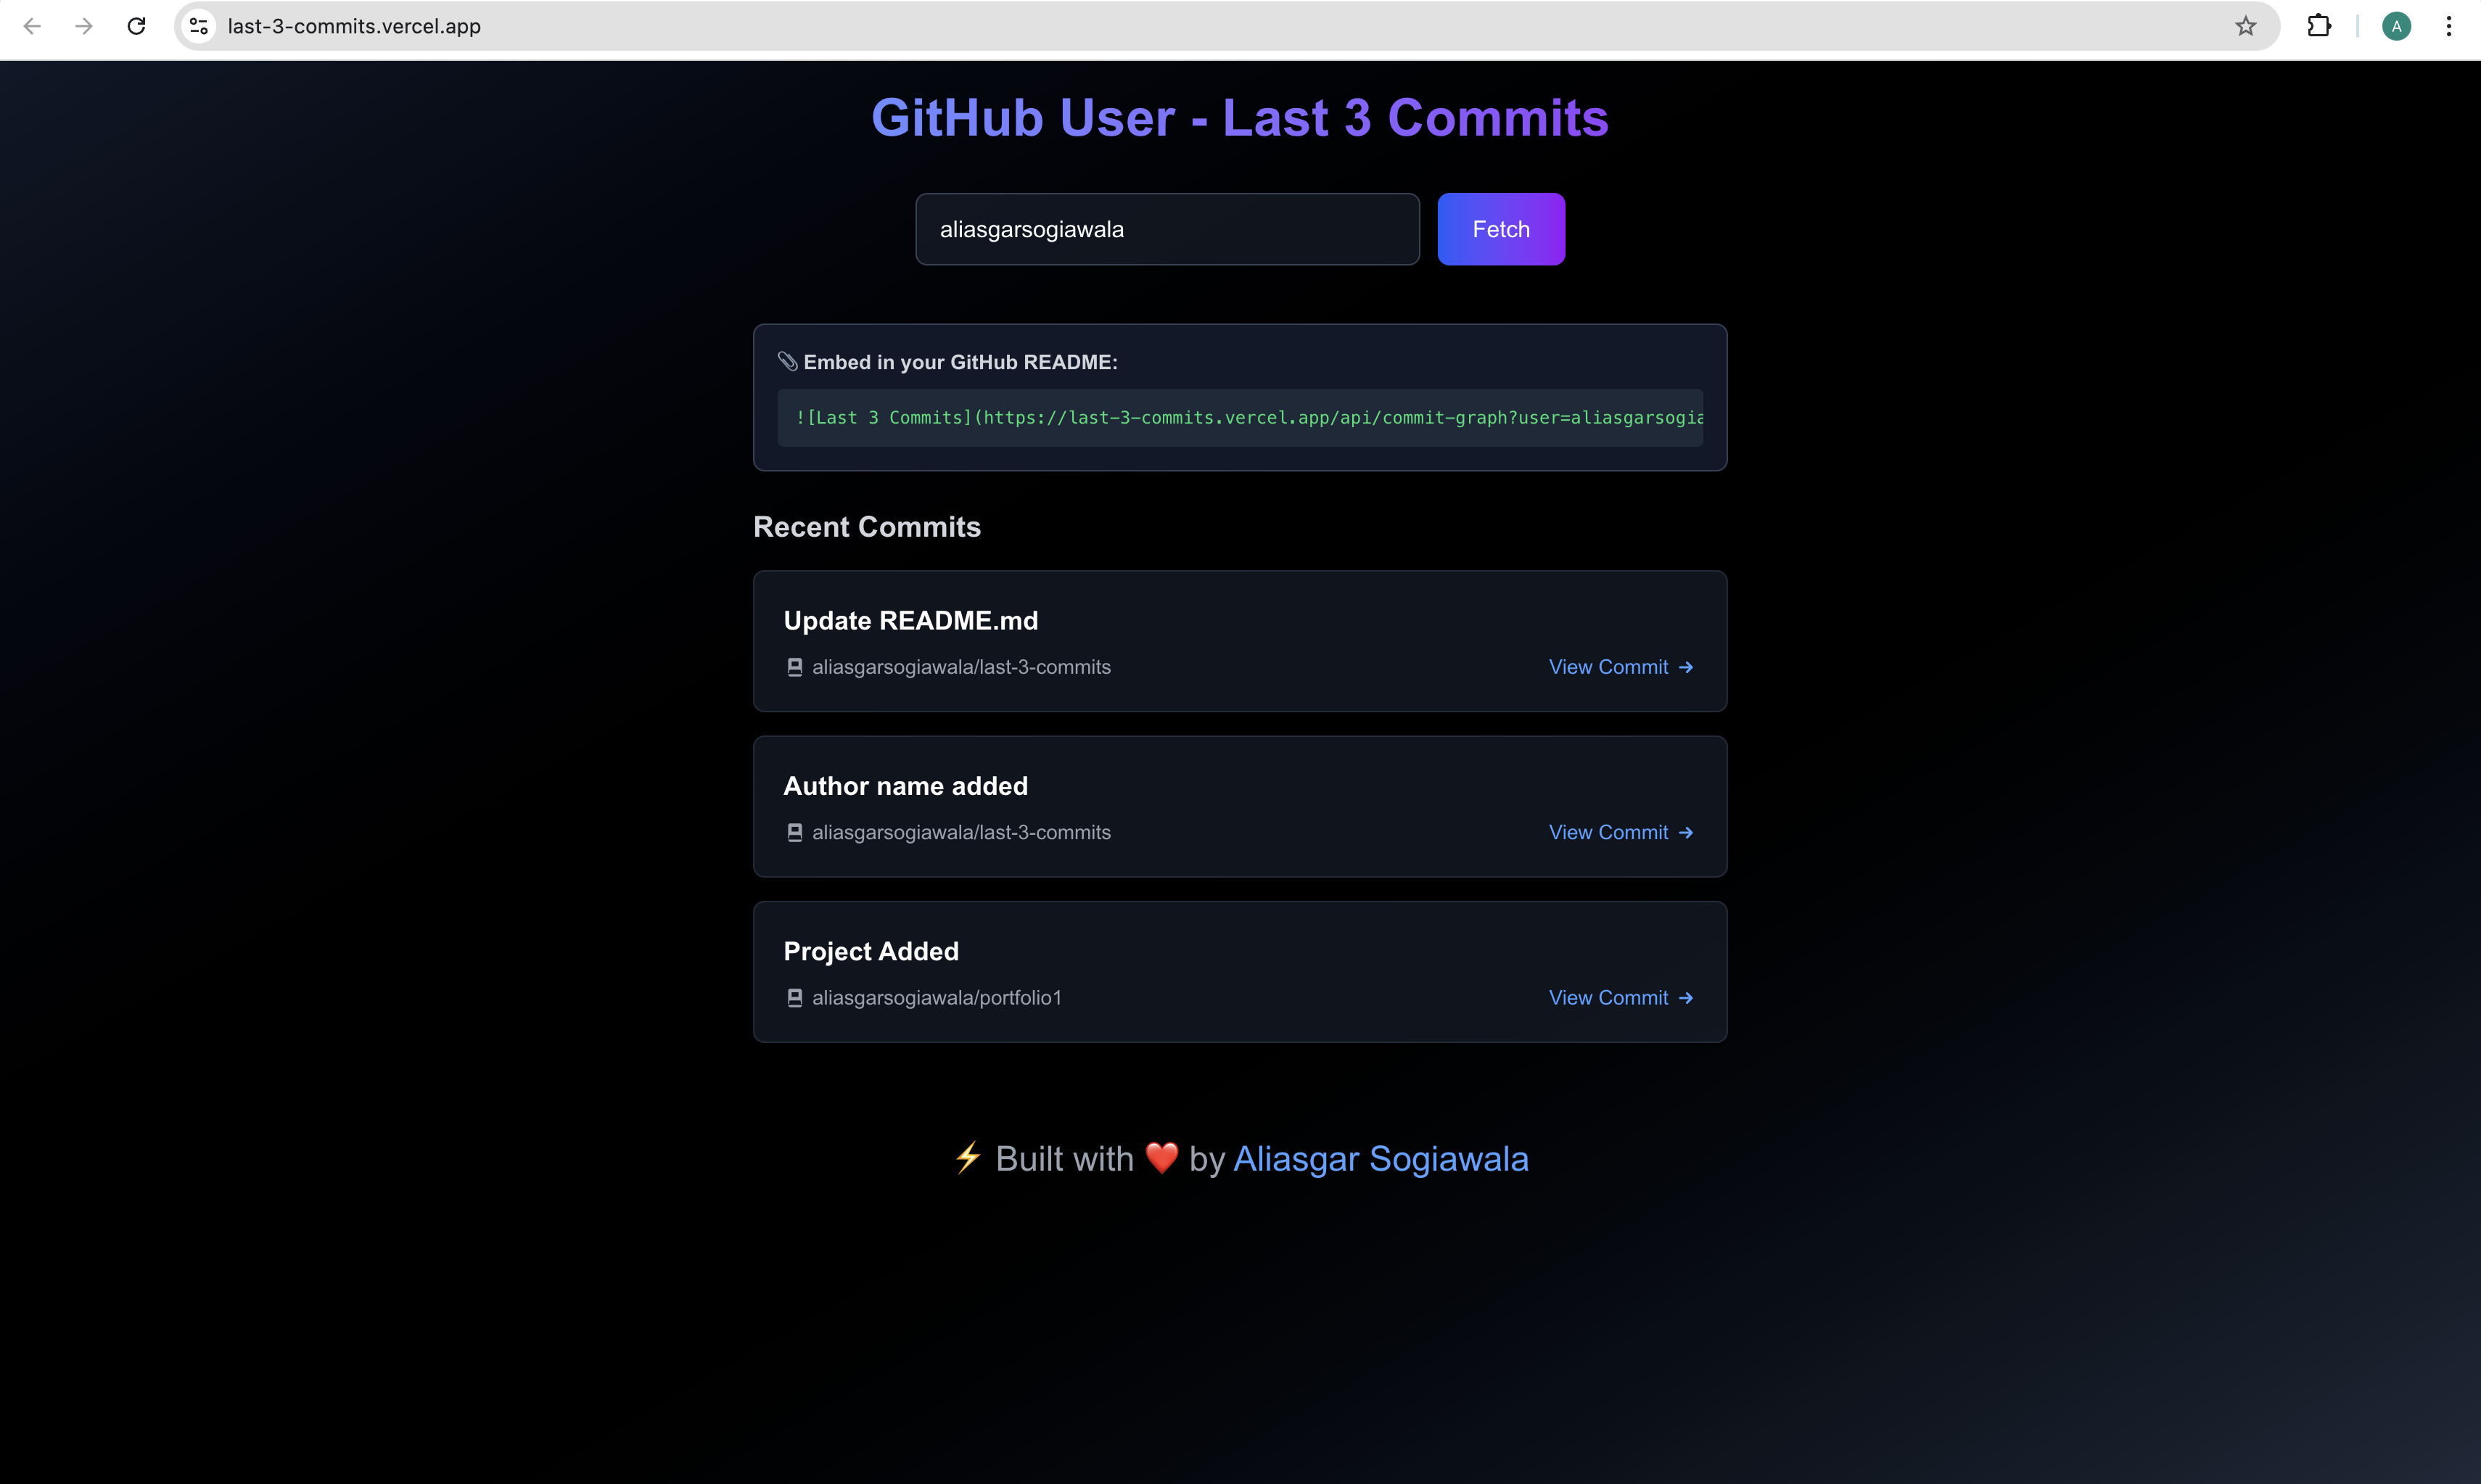 last-3-commits.vercel.app
A
GitHub User - Last 3 Commits
aliasgarsogiawala
Fetch
📎 Embed in your GitHub README:
![Last 3 Commits](https://last-3-commits.vercel.app/api/commit-graph?user=aliasgarsogia
Recent Commits
Update README.md
aliasgarsogiawala/last-3-commits View Commit →
Author name added
aliasgarsogiawala/last-3-commits View Commit →
Project Added
aliasgarsogiawala/portfolio1 View Commit →
⚡ Built with ❤️ by Aliasgar Sogiawala